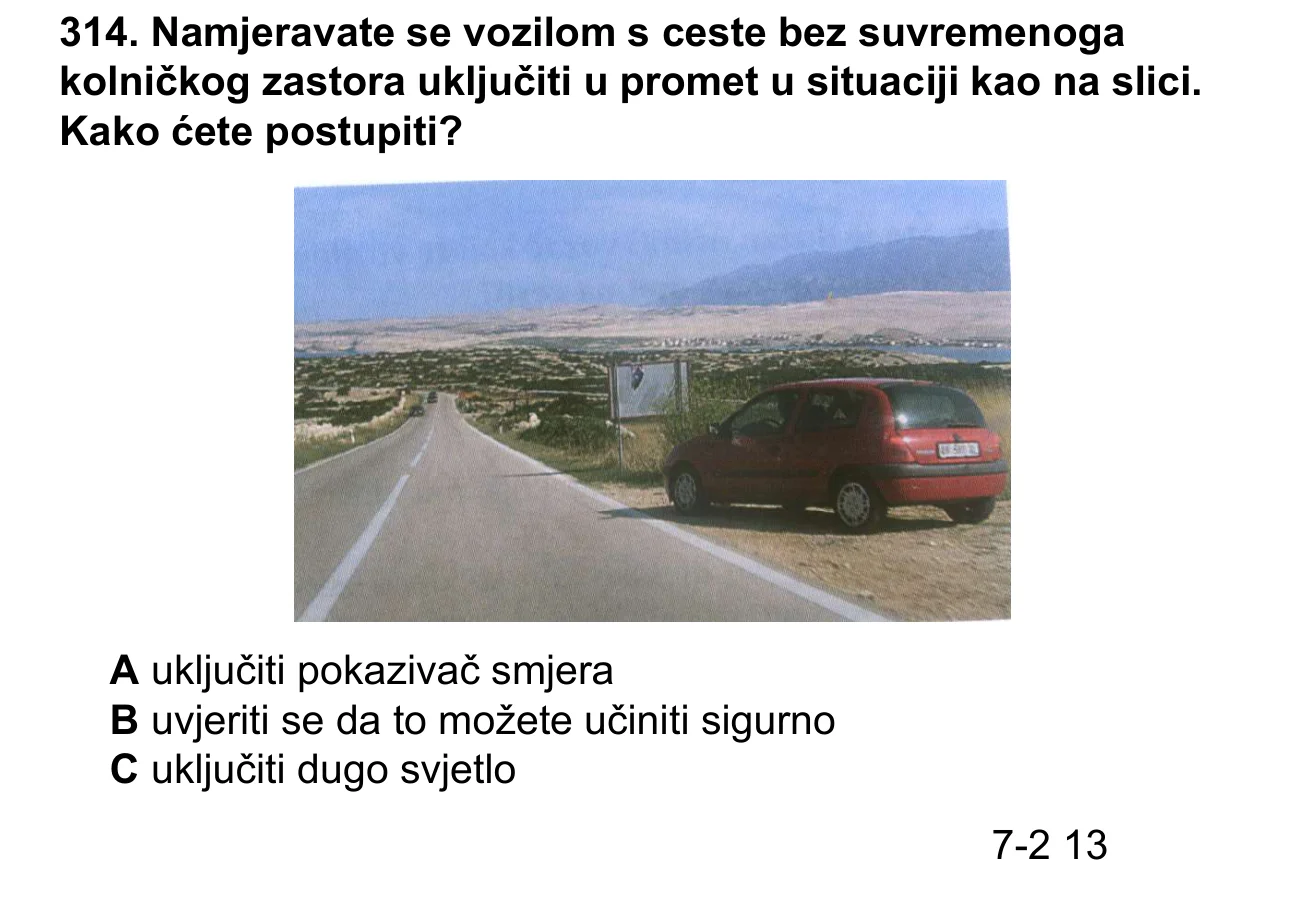 314. Namjeravate se vozilom s ceste bez suvremenoga
kolničkog zastora uključiti u promet u situaciji kao na slici.
Kako ćete postupiti?
A uključiti pokazivač smjera
B uvjeriti se da to možete učiniti sigurno
C uključiti dugo svjetlo
7-2 13